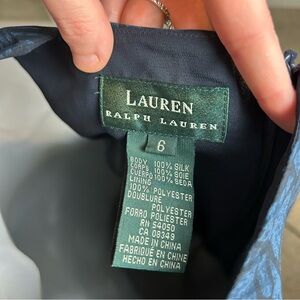 LAUREN
RALPH LAUREN
6
BODY 100% SILK
CORPS 100% SOIE
CUERPO 100% SEDA
LINING
100% POLYESTER
DOUBLURE
POLYESTER
FORRO POLIESTER
RN 54050
CA 08349
MADE IN CHINA
FABRIQUÉ EN CHINE
HECHO EN CHINA